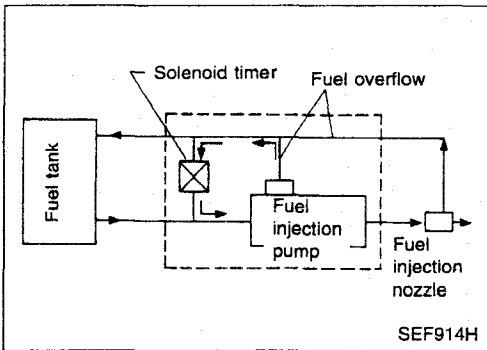 Solenoid timer
Fuel overflow
Fuel tank
Fuel
injection
pump
Fuel
injection
nozzle
SEF914H